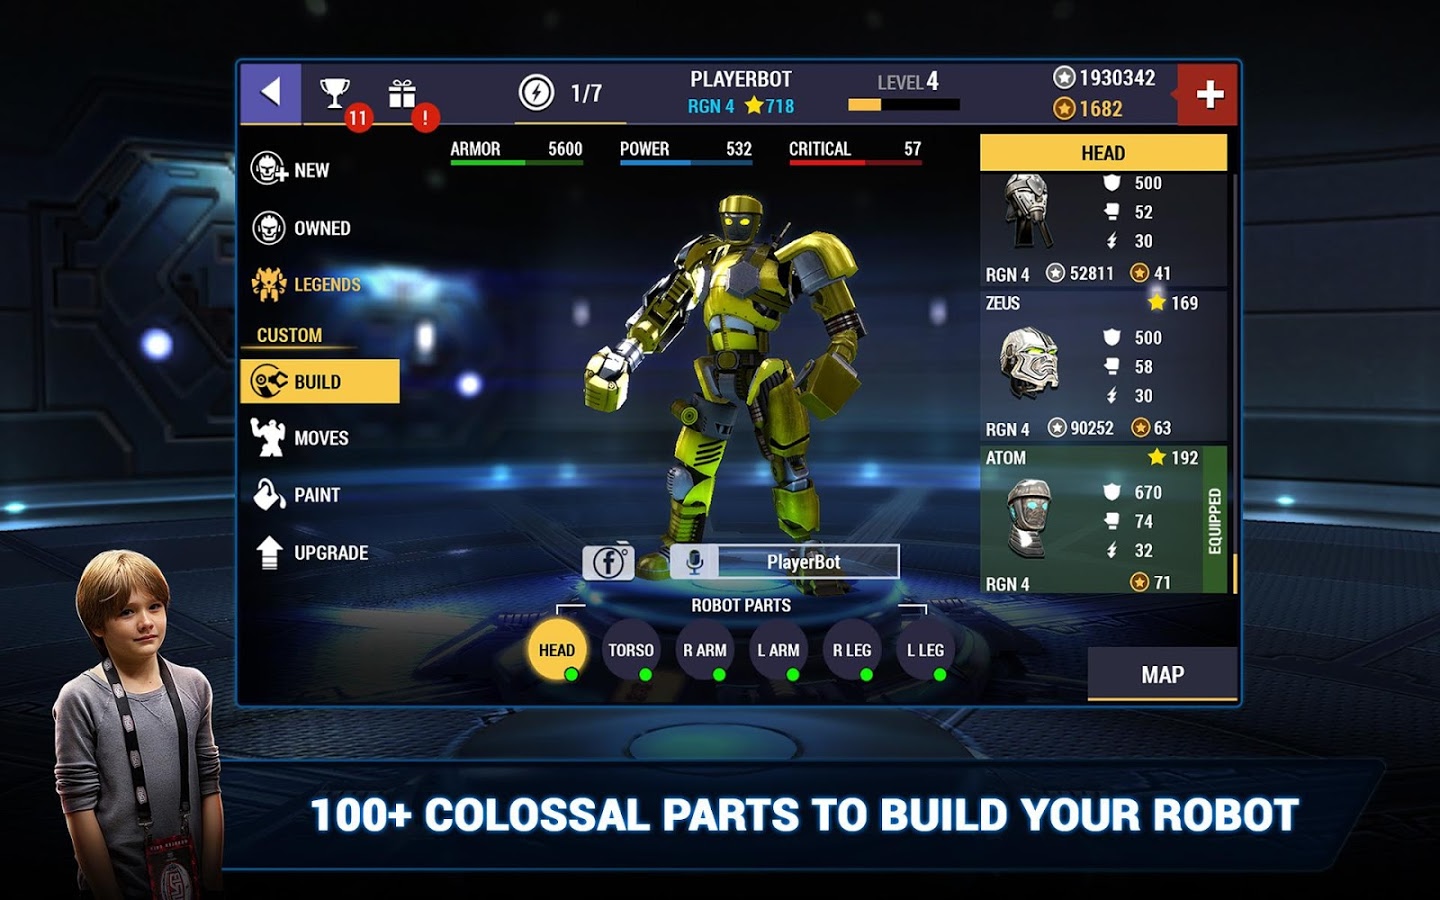 11
!
1/7
PLAYERBOT
RGN 4 718
LEVEL 4
1930342
1682
+
ARMOR 5600
POWER 532
CRITICAL 57
NEW
OWNED
LEGENDS
CUSTOM
BUILD
MOVES
PAINT
UPGRADE
HEAD
500
52
30
RGN 4 52811 41
ZEUS 169
500
58
30
RGN 4 90252 63
ATOM 192
670
74
32
EQUIPPED
RGN 4 71
f
PlayerBot
ROBOT PARTS
HEAD
TORSO
R ARM
L ARM
R LEG
L LEG
MAP
100+ COLOSSAL PARTS TO BUILD YOUR ROBOT